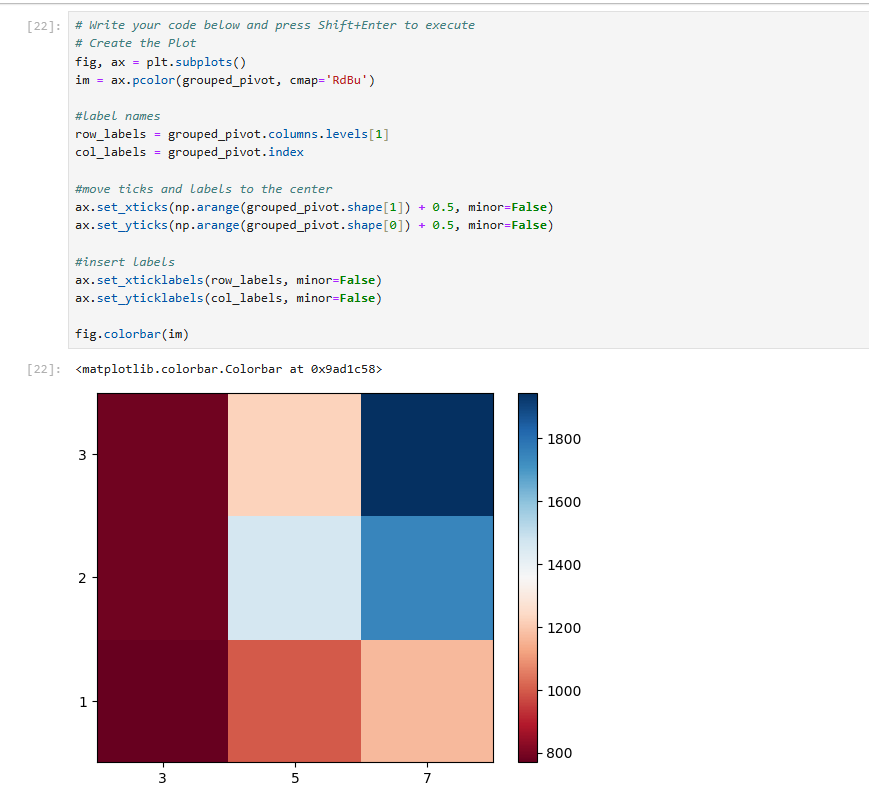 [22]: # Write your code below and press Shift+Enter to execute
# Create the Plot
fig, ax = plt.subplots()
im = ax.pcolor(grouped_pivot, cmap='RdBu')
#label names
row_labels = grouped_pivot.columns.levels[1]
col_labels = grouped_pivot.index
#move ticks and labels to the center
ax.set_xticks(np.arange(grouped_pivot.shape[1]) + 0.5, minor=False)
ax.set_yticks(np.arange(grouped_pivot.shape[0]) + 0.5, minor=False)
#insert labels
ax.set_xticklabels(row_labels, minor=False)
ax.set_yticklabels(col_labels, minor=False)
fig.colorbar(im)
[22]: <matplotlib.colorbar.Colorbar at 0x9ad1c58>
3
2
1
3 5 7
1800
1600
1400
1200
1000
800